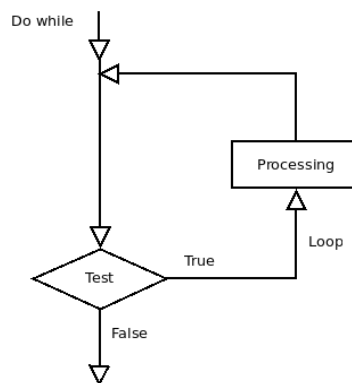 Do while
Processing
Loop
True
Test
False